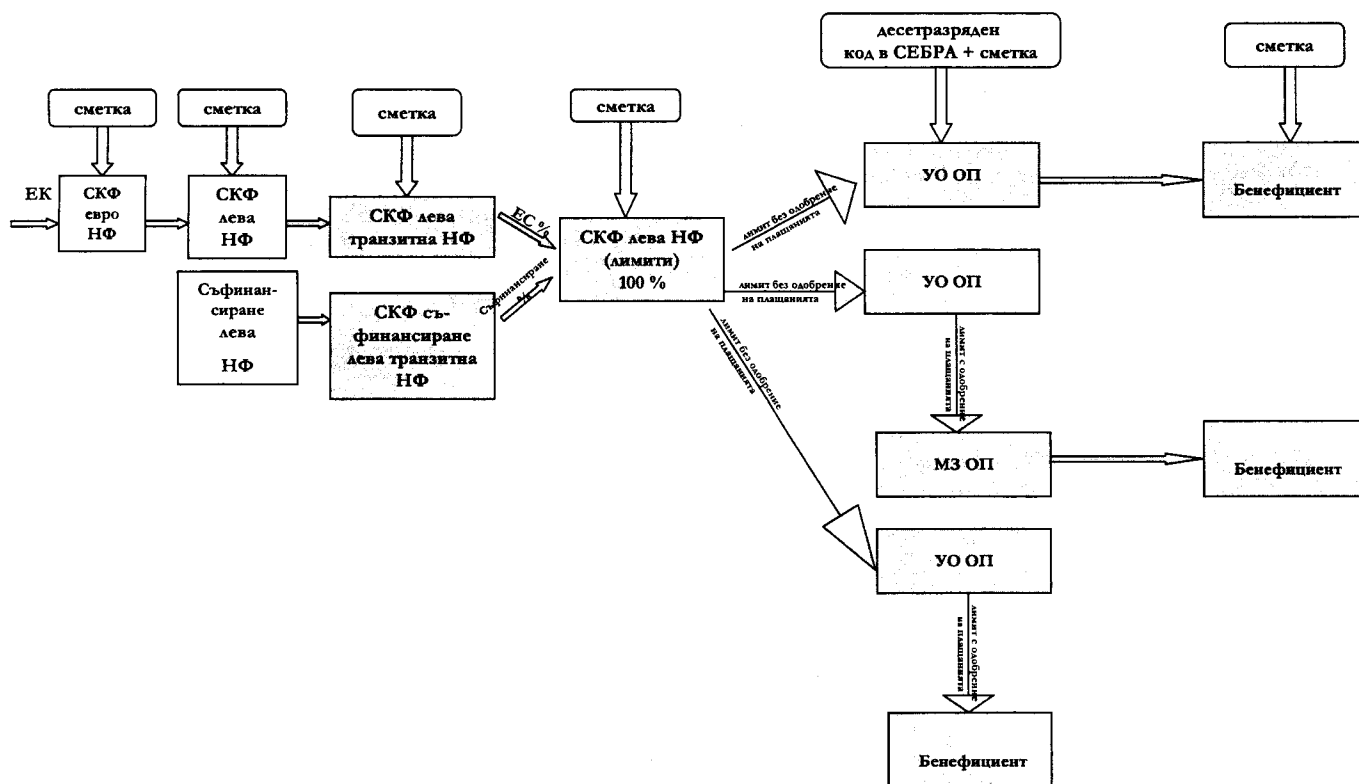 десетразряден
код в СЕБРА + сметка
сметка
сметка
сметка
сметка
сметка
ЕК
СКФ
евро
НФ
СКФ
лева
НФ
СКФ лева
транзитна НФ
ЕС %
СКФ лева НФ
(лимити)
100 %
лимит без одобрение
на плащанията
УО ОП
Бенефициент
Съфинан-
сиране
лева
НФ
СКФ съ-
финансиране
лева транзитна
НФ
Съфинансиране
%
лимит без одобрение
на плащанията
УО ОП
лимит без одобрение
на плащанията
лимит с одобрение
на плащанията
МЗ ОП
Бенефициент
УО ОП
лимит с одобрение
на плащанията
Бенефициент